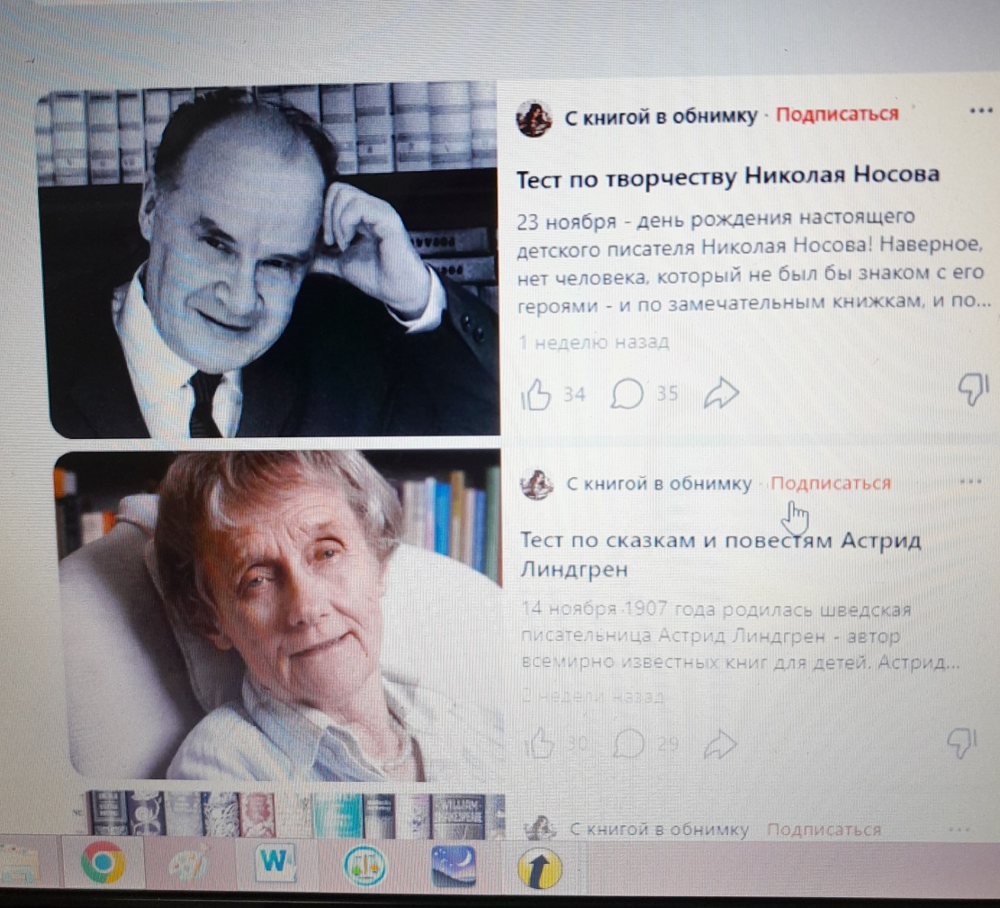 С книгой в обнимку · Подписаться
Тест по творчеству Николая Носова
23 ноября - день рождения настоящего
детского писателя Николая Носова! Наверное,
нет человека, который не был бы знаком с его
героями - и по замечательным книжкам, и по...
1 неделю назад
34 35
С книгой в обнимку · Подписаться
Тест по сказкам и повестям Астрид
Линдгрен
14 ноября 1907 года родилась шведская
писательница Астрид Линдгрен - автор
всемирно известных книг для детей. Астрид...
2 недели назад
30 29
WILLIAM
SHAKESPEARE
С книгой в обнимку Подписаться
W